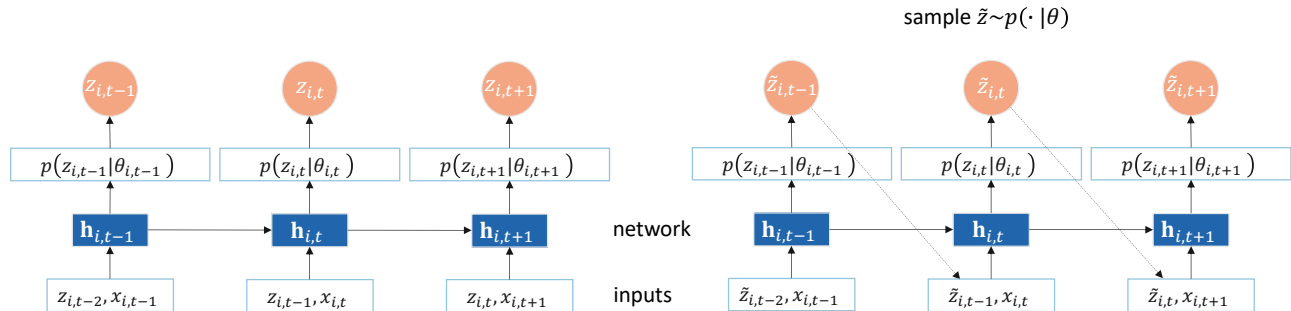 sample z̃~p(· |θ)
z_{i,t−1} z_{i,t} z_{i,t+1} z̃_{i,t−1} z̃_{i,t} z̃_{i,t+1}
p(z_{i,t−1}|θ_{i,t−1}) p(z_{i,t}|θ_{i,t}) p(z_{i,t+1}|θ_{i,t+1}) p(z_{i,t−1}|θ_{i,t−1}) p(z_{i,t}|θ_{i,t}) p(z_{i,t+1}|θ_{i,t+1})
h_{i,t−1} h_{i,t} h_{i,t+1} network h_{i,t−1} h_{i,t} h_{i,t+1}
z_{i,t−2}, x_{i,t−1} z_{i,t−1}, x_{i,t} z_{i,t}, x_{i,t+1} inputs z̃_{i,t−2}, x_{i,t−1} z̃_{i,t−1}, x_{i,t} z̃_{i,t}, x_{i,t+1}